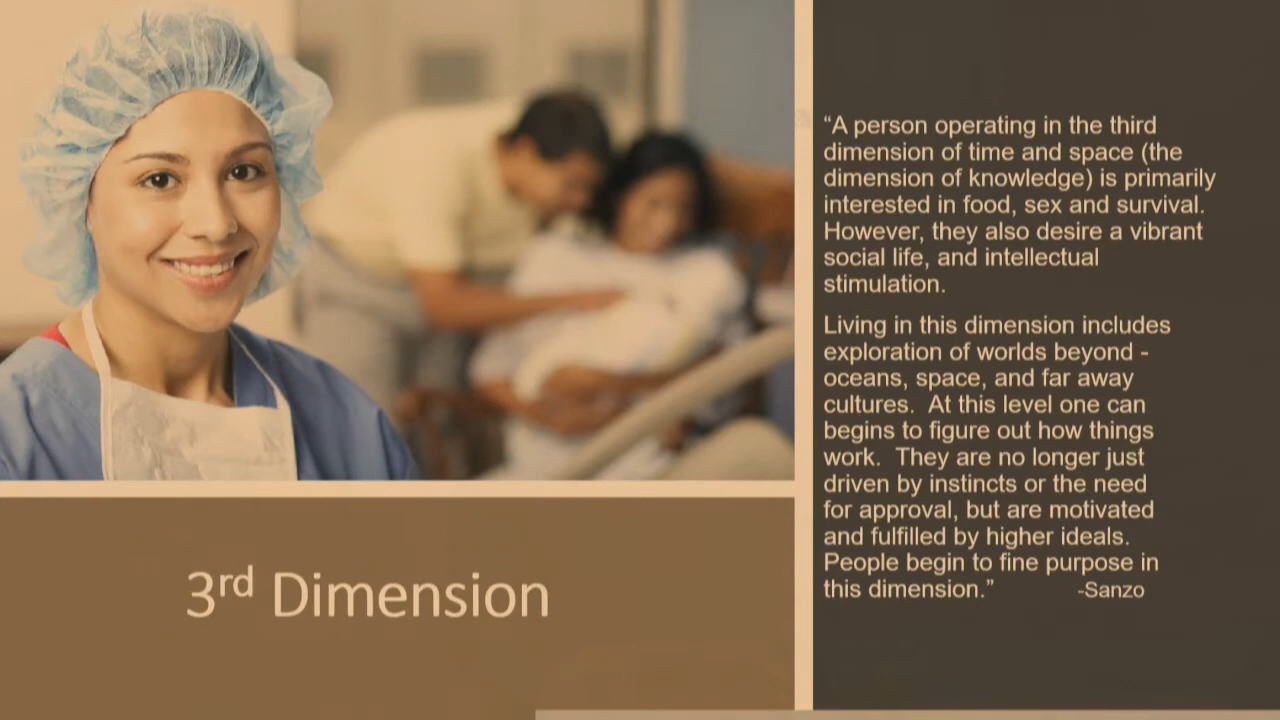 “A person operating in the third
dimension of time and space (the
dimension of knowledge) is primarily
interested in food, sex and survival.
However, they also desire a vibrant
social life, and intellectual
stimulation.
Living in this dimension includes
exploration of worlds beyond -
oceans, space, and far away
cultures.  At this level one can
begins to figure out how things
work.  They are no longer just
driven by instincts or the need
for approval, but are motivated
and fulfilled by higher ideals.
People begin to fine purpose in
this dimension.” -Sanzo
3rd Dimension